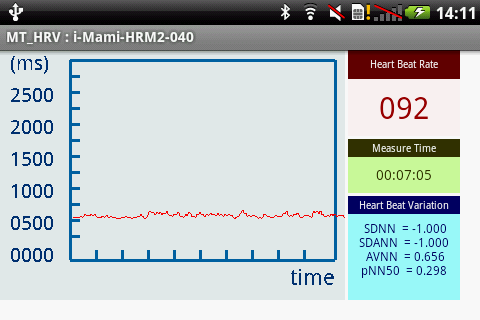 14:11
MT_HRV : i-Mami-HRM2-040
(ms)
2500
2000
1500
1000
0500
0000
time
Heart Beat Rate
092
Measure Time
00:07:05
Heart Beat Variation
SDNN = -1.000
SDANN = -1.000
AVNN = 0.656
pNN50 = 0.298